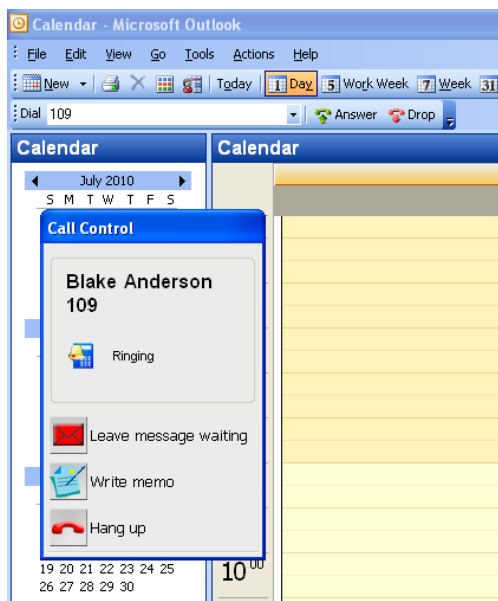 Calendar - Microsoft Outlook
File Edit View Go Tools Actions Help
New Today 1 Day 5 Work Week 7 Week 31
Dial 109 Answer Drop
Calendar Calendar
July 2010
S M T W T F S
Call Control
Blake Anderson
109
Ringing
Leave message waiting
Write memo
Hang up
19 20 21 22 23 24 25
26 27 28 29 30
10 00